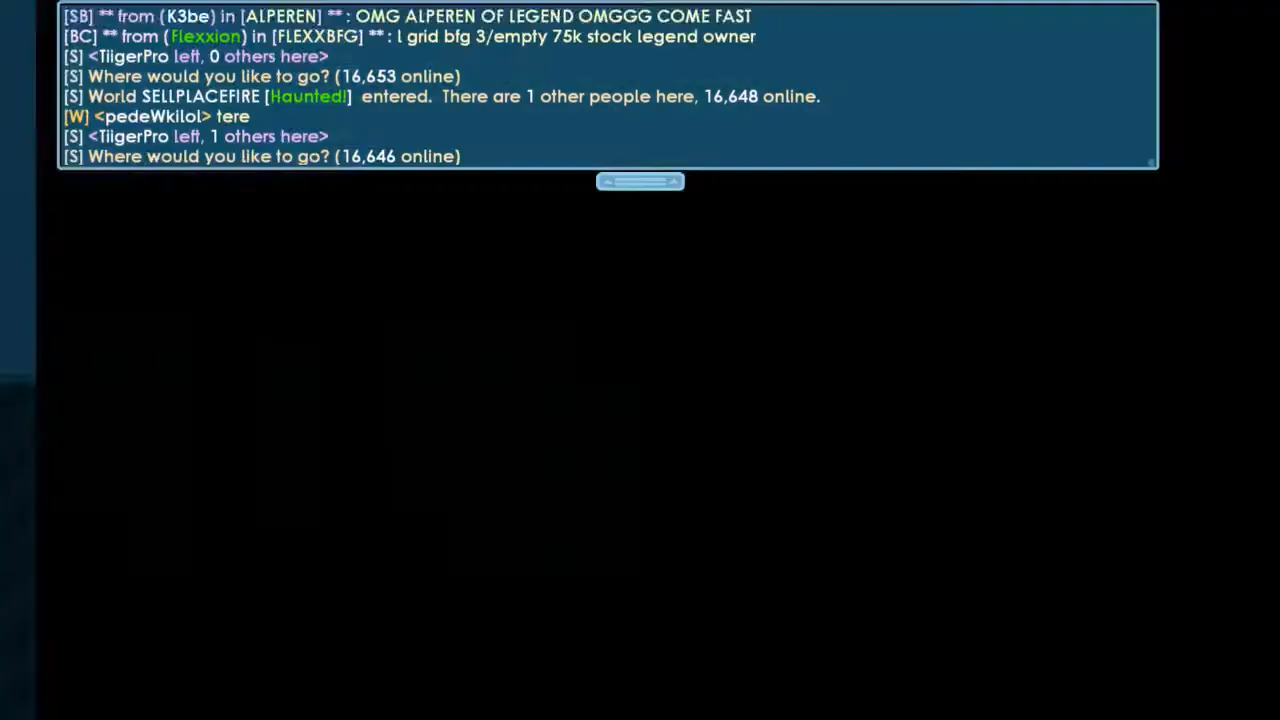 [SB] ** from (K3be) in [ALPEREN] ** : OMG ALPEREN OF LEGEND OMGGG COME FAST
[BC] ** from (Flexxion) in [FLEXXBFG] ** : l grid bfg 3/empty 75k stock legend owner
[S] <TiigerPro left, 0 others here>
[S] Where would you like to go? (16,653 online)
[S] World SELLPLACEFIRE [Haunted!]  entered.  There are 1 other people here, 16,648 online.
[W] <pedeWkilol> tere
[S] <TiigerPro left, 1 others here>
[S] Where would you like to go? (16,646 online)